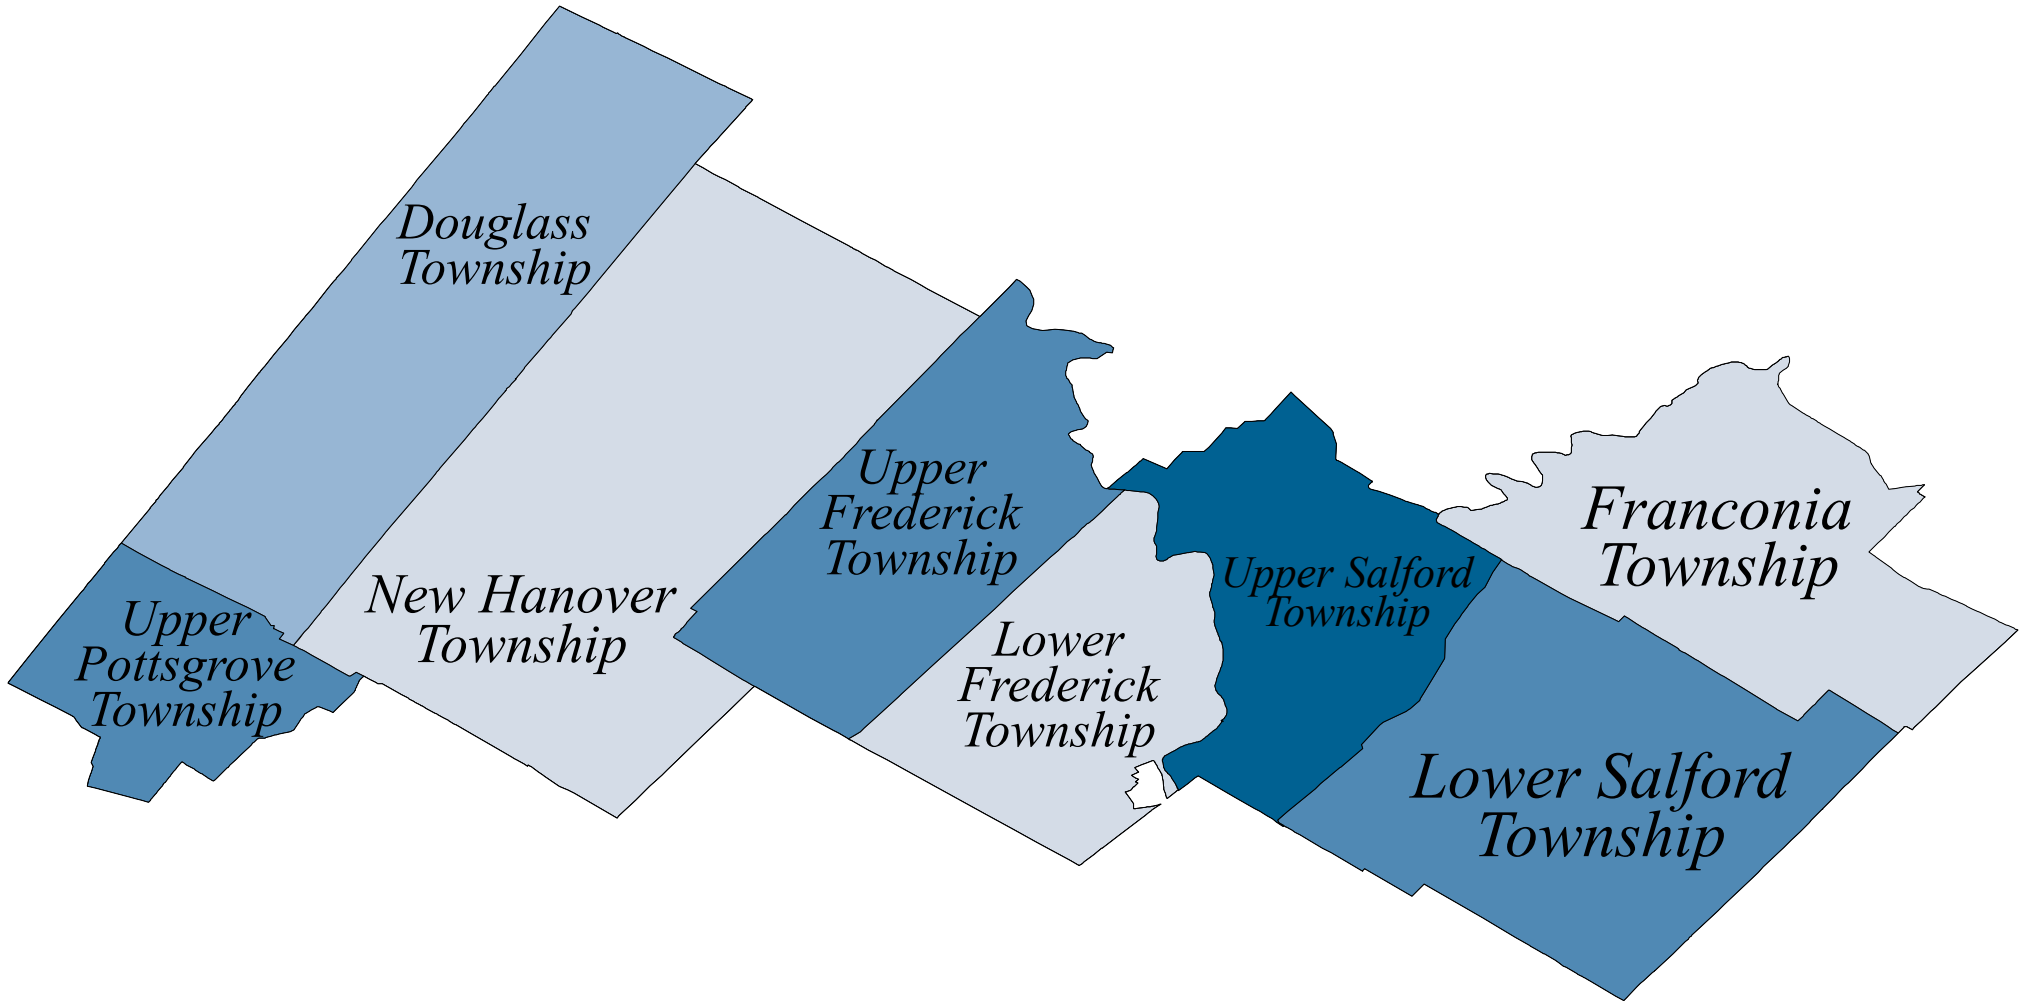 Douglass
Township
Upper
Pottsgrove
Township
New Hanover
Township
Upper
Frederick
Township
Lower
Frederick
Township
Upper Salford
Township
Franconia
Township
Lower Salford
Township